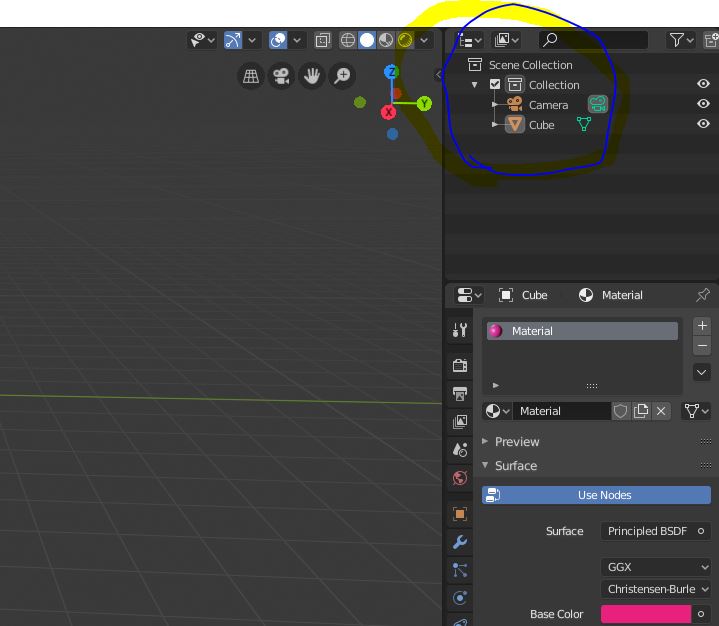 Z
Y
X
Scene Collection
Collection
Camera
Cube
Cube Material
Material
Material
Preview
Surface
Use Nodes
Surface Principled BSDF
GGX
Christensen-Burle
Base Color